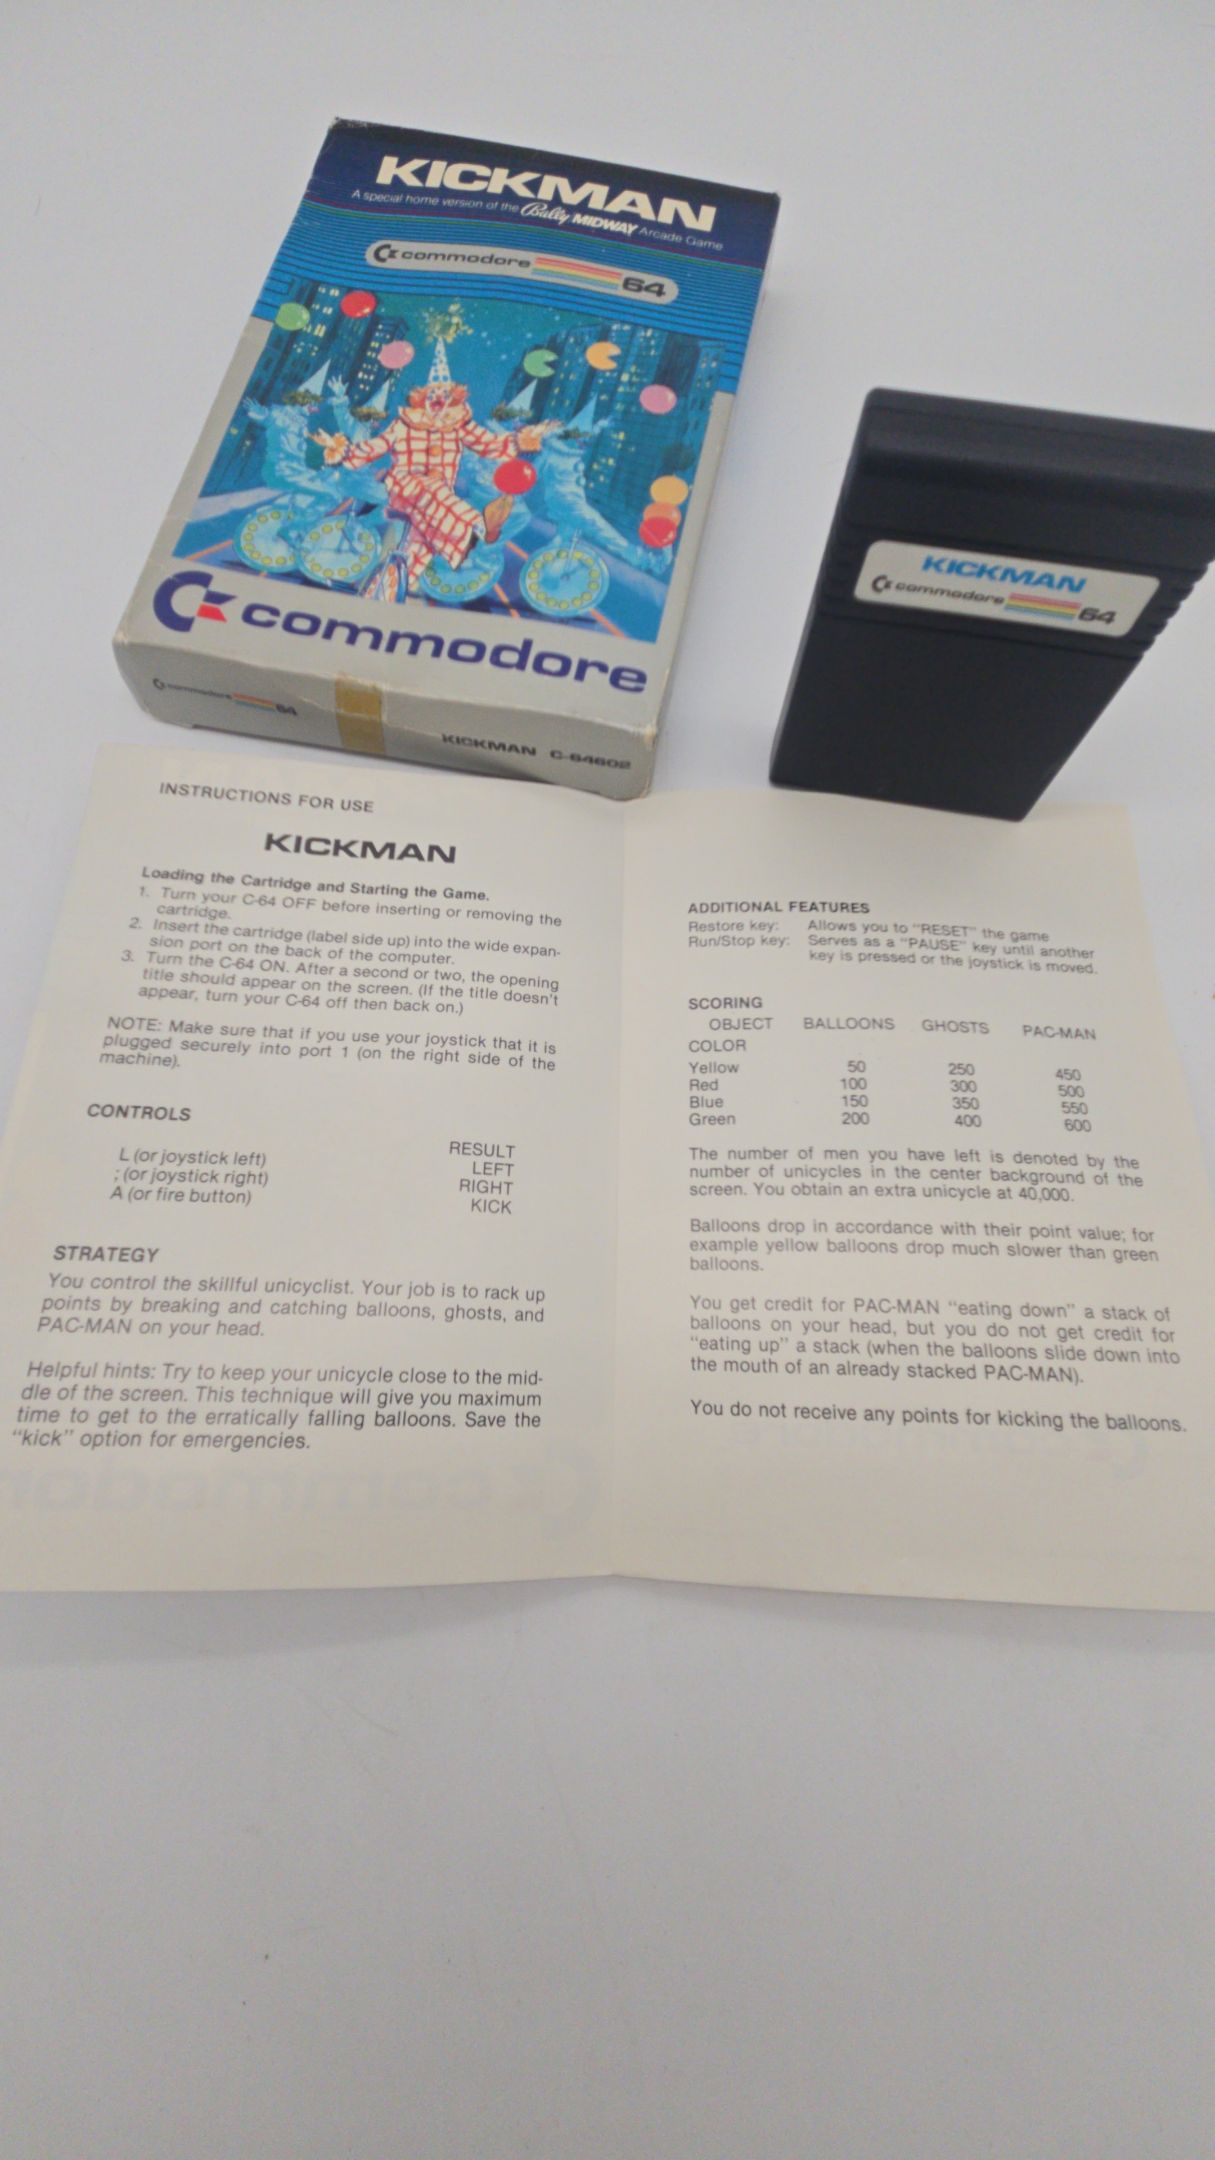 KICKMAN
A special home version of the Bally MIDWAY Arcade Game
commodore 64
commodore
commodore 64
KICKMAN C-64602
KICKMAN
commodore 64
INSTRUCTIONS FOR USE
KICKMAN
Loading the Cartridge and Starting the Game.
1. Turn your C-64 OFF before inserting or removing the
cartridge.
2. Insert the cartridge (label side up) into the wide expan-
sion port on the back of the computer.
3. Turn the C-64 ON. After a second or two, the opening
title should appear on the screen. (If the title doesn't
appear, turn your C-64 off then back on.)
NOTE: Make sure that if you use your joystick that it is
plugged securely into port 1 (on the right side of the
machine).
CONTROLS
RESULT
L (or joystick left) LEFT
; (or joystick right) RIGHT
A (or fire button) KICK
STRATEGY
You control the skillful unicyclist. Your job is to rack up
points by breaking and catching balloons, ghosts, and
PAC-MAN on your head.
Helpful hints: Try to keep your unicycle close to the mid-
dle of the screen. This technique will give you maximum
time to get to the erratically falling balloons. Save the
"kick" option for emergencies.
ADDITIONAL FEATURES
Restore key: Allows you to "RESET" the game
Run/Stop key: Serves as a "PAUSE" key until another
key is pressed or the joystick is moved.
SCORING
OBJECT BALLOONS GHOSTS PAC-MAN
COLOR
Yellow 50 250 450
Red 100 300 500
Blue 150 350 550
Green 200 400 600
The number of men you have left is denoted by the
number of unicycles in the center background of the
screen. You obtain an extra unicycle at 40,000.
Balloons drop in accordance with their point value; for
example yellow balloons drop much slower than green
balloons.
You get credit for PAC-MAN "eating down" a stack of
balloons on your head, but you do not get credit for
"eating up" a stack (when the balloons slide down into
the mouth of an already stacked PAC-MAN).
You do not receive any points for kicking the balloons.